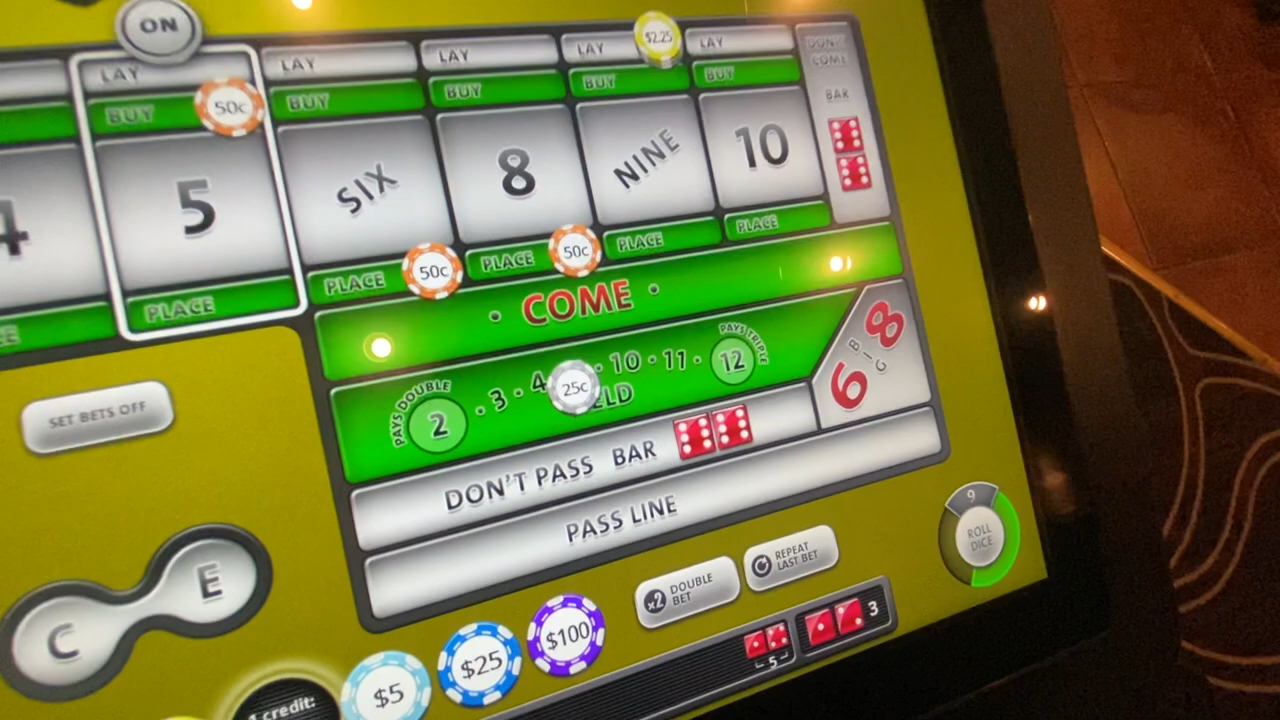 ON
LAY
LAY
LAY
LAY
$2.25
LAY
DON'T
COME
BUY
50c
BUY
BUY
BUY
BUY
BAR
4
5
SIX
8
NINE
10
PLACE
PLACE
50c
PLACE
50c
PLACE
PLACE
• COME •
SET BETS OFF
PAYS DOUBLE
2 • 3 • 4
25c
• 10 • 11 • 12
PAYS TRIPLE
6 8
BIC
DON'T PASS BAR
PASS LINE
C E
x2 DOUBLE
BET
REPEAT
LAST BET
9
ROLL
DICE
1 credit:
$5
$25
$100
5
3